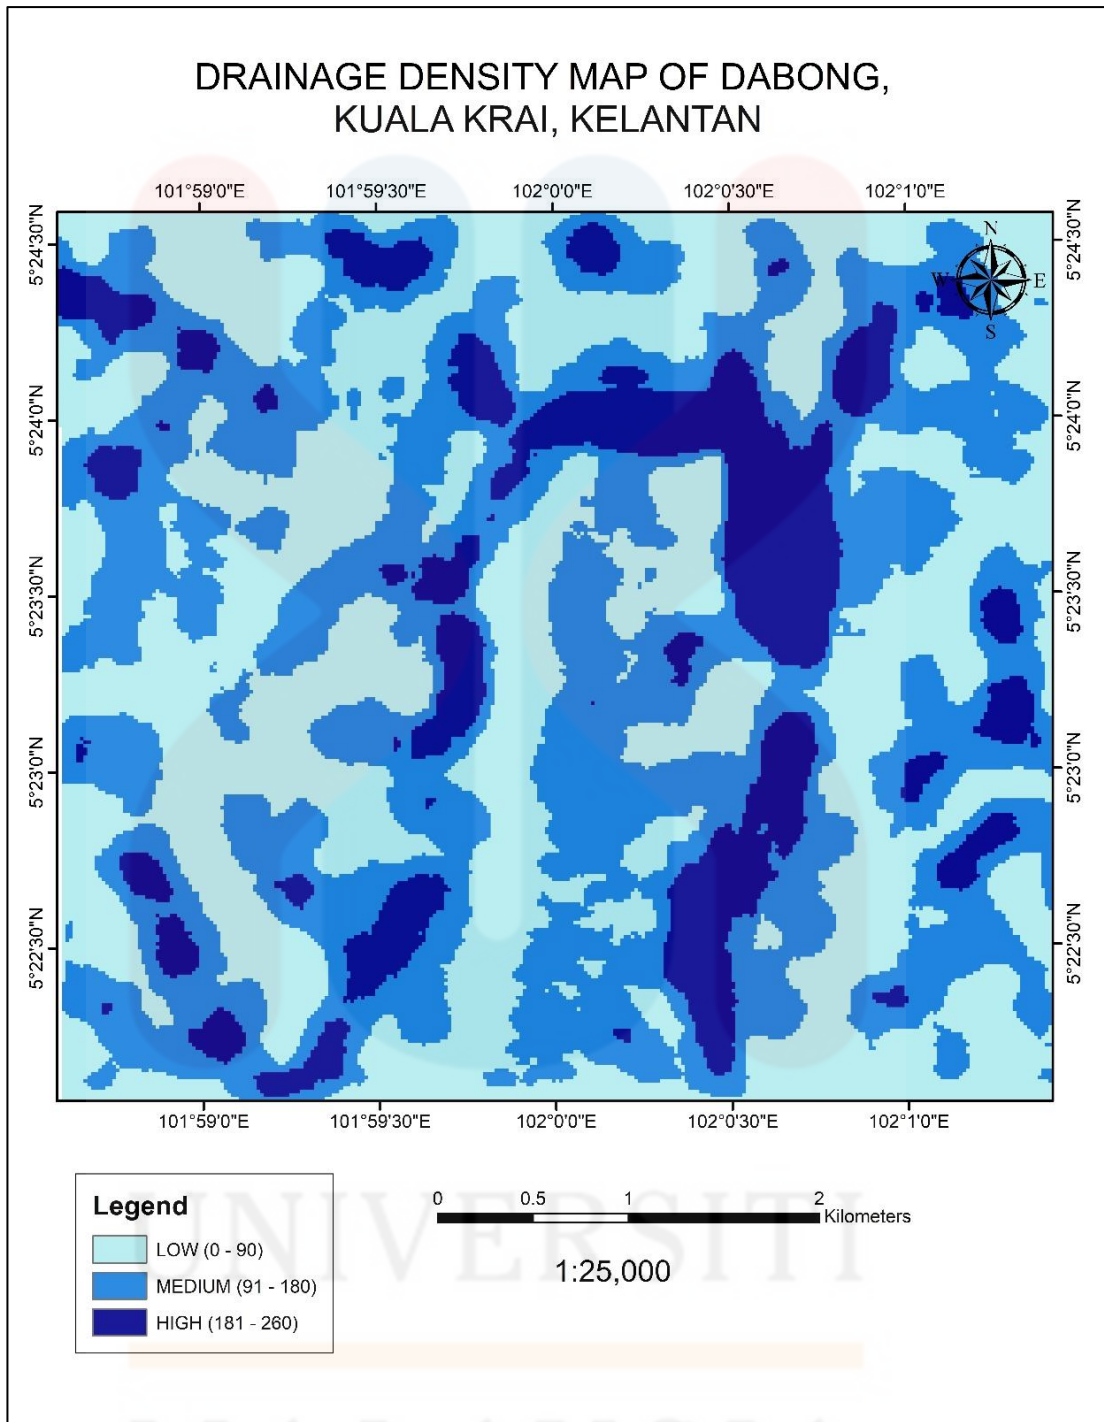 DRAINAGE DENSITY MAP OF DABONG,
KUALA KRAI, KELANTAN
101°59'0"E 101°59'30"E 102°0'0"E 102°0'30"E 102°1'0"E
5°24'30"N 5°24'30"N
N
W E
S
5°24'0"N 5°24'0"N
5°23'30"N 5°23'30"N
5°23'0"N 5°23'0"N
5°22'30"N 5°22'30"N
101°59'0"E 101°59'30"E 102°0'0"E 102°0'30"E 102°1'0"E
Legend
LOW (0 - 90)
MEDIUM (91 - 180)
HIGH (181 - 260)
0 0.5 1 2
Kilometers
1:25,000
UNIVERSITI